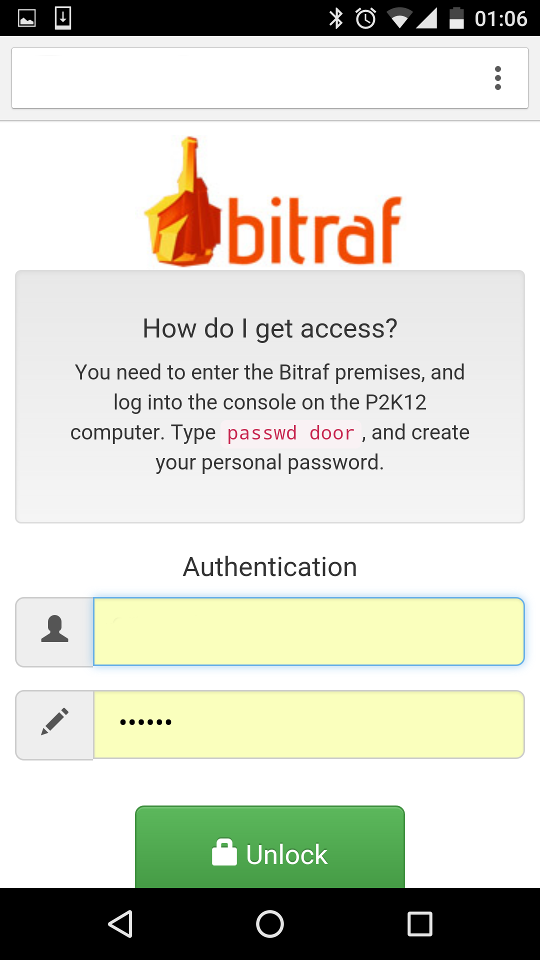 01:06
bitraf
How do I get access?
You need to enter the Bitraf premises, and
log into the console on the P2K12
computer. Type passwd door, and create
your personal password.
Authentication
••••••
Unlock